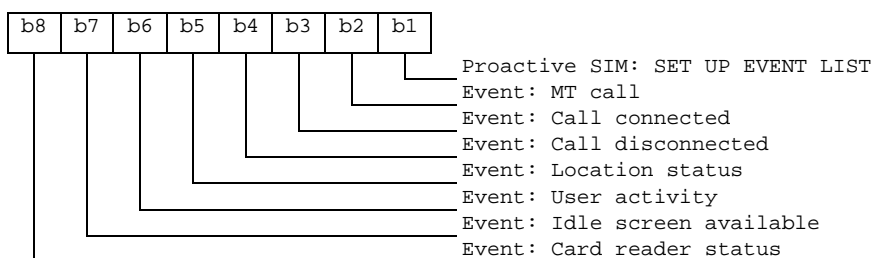 b8 b7 b6 b5 b4 b3 b2 b1
Proactive SIM: SET UP EVENT LIST
Event: MT call
Event: Call connected
Event: Call disconnected
Event: Location status
Event: User activity
Event: Idle screen available
Event: Card reader status